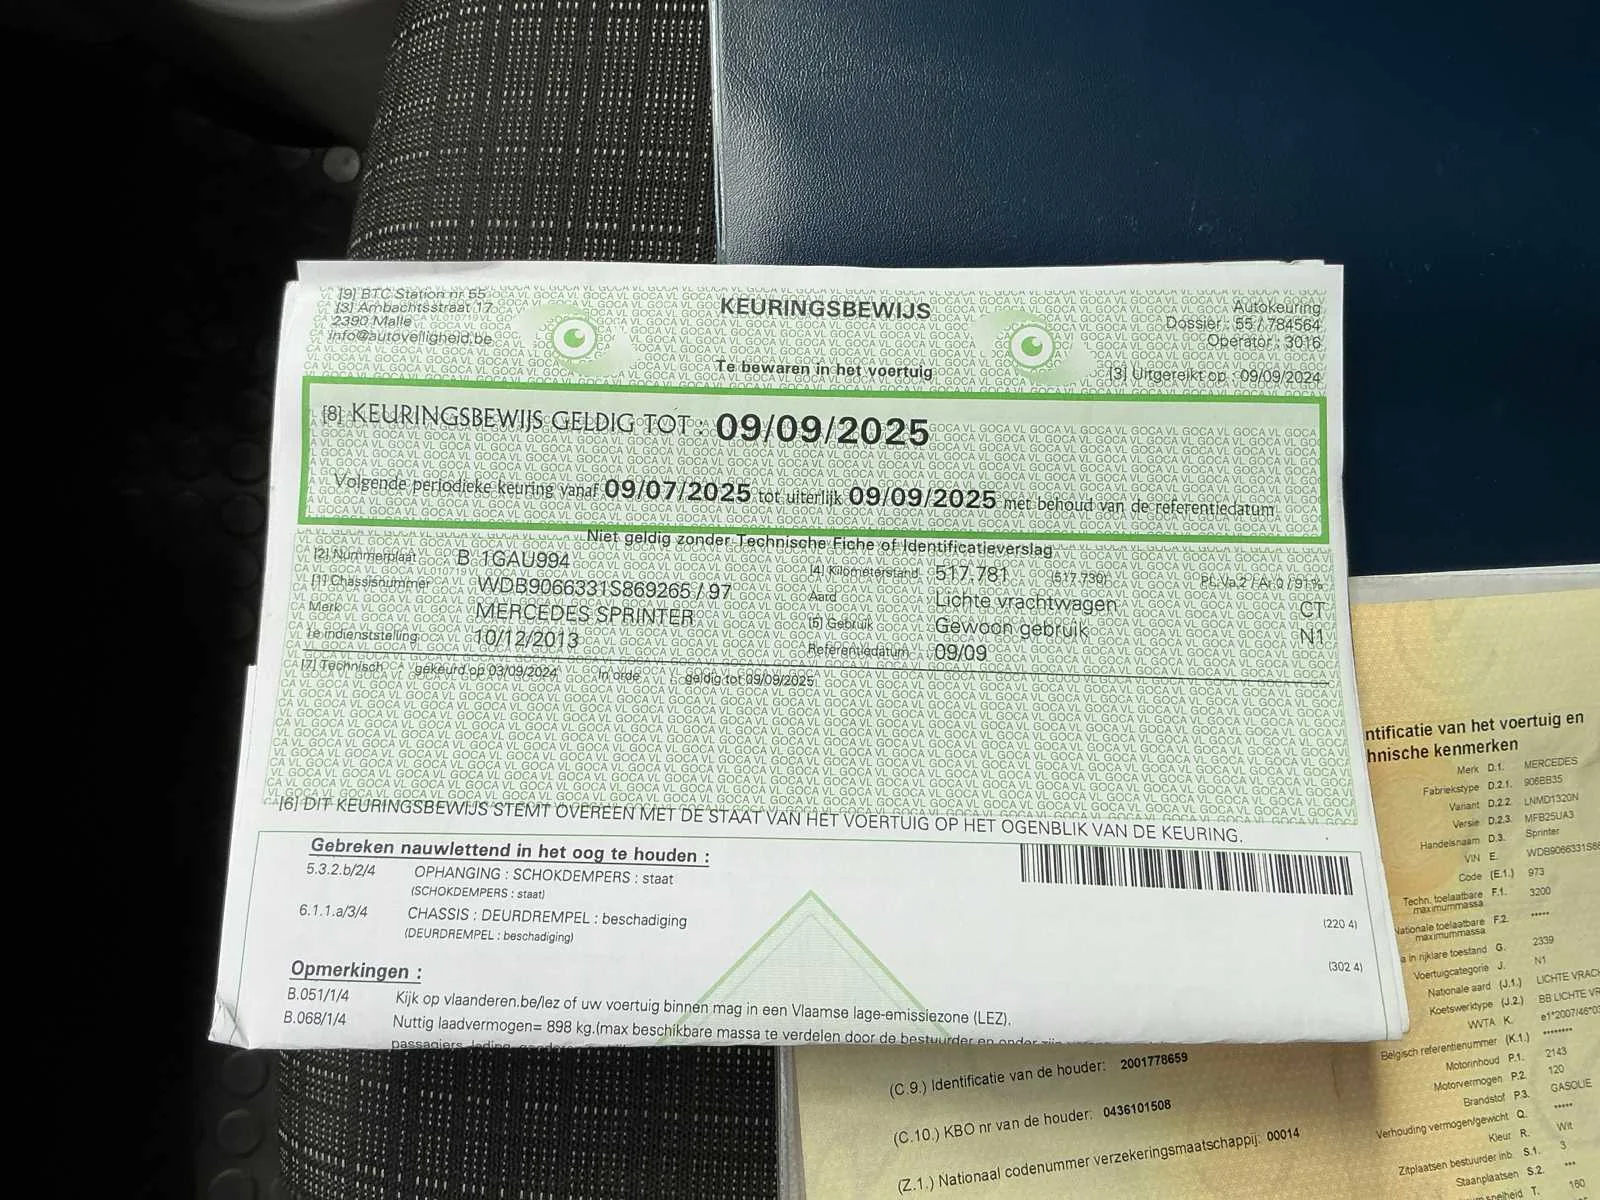 [9] BTC Station nr 55
[3] Ambachtsstraat 17
2390 Malle
info@autoveiligheid.be
KEURINGSBEWIJS
Te bewaren in het voertuig
Autokeuring
Dossier : 55 / 784564
Operator : 3016
[3] Uitgereikt op : 09/09/2024
[8] KEURINGSBEWIJS GELDIG TOT : 09/09/2025
Volgende periodieke keuring vanaf 09/07/2025 tot uiterlijk 09/09/2025 met behoud van de referentiedatum
Niet geldig zonder Technische Fiche of Identificatieverslag
[2] Nummerplaat B 1GAU994
[1] Chassisnummer WDB9066331S869265 / 97
Merk MERCEDES SPRINTER
1e indienststelling 10/12/2013
[4] Kilometerstand 517.781 (517.730)
Aard Lichte vrachtwagen CT
[5] Gebruik Gewoon gebruik N1
Referentiedatum : 09/09
[7] Technisch gekeurd op 03/09/2024 In orde geldig tot 09/09/2025
[6] DIT KEURINGSBEWIJS STEMT OVEREEN MET DE STAAT VAN HET VOERTUIG OP HET OGENBLIK VAN DE KEURING.
Gebreken nauwlettend in het oog te houden :
5.3.2.b/2/4 OPHANGING : SCHOKDEMPERS : staat
(SCHOKDEMPERS : staat)
(220 4)
6.1.1.a/3/4 CHASSIS : DEURDREMPEL : beschadiging
(DEURDREMPEL : beschadiging)
(302 4)
Opmerkingen :
B.051/1/4 Kijk op vlaanderen.be/lez of uw voertuig binnen mag in een Vlaamse lage-emissiezone (LEZ).
B.068/1/4 Nuttig laadvermogen= 898 kg.(max beschikbare massa te verdelen door de bestuurder en onder
(C.9.) Identificatie van de houder: 2001778659
(C.10.) KBO nr van de houder: 0436101508
(Z.1.) Nationaal codenummer verzekeringsmaatschappij: 00014
ntificatie van het voertuig en
hnische kenmerken
Merk D.1. MERCEDES
Fabriekstype D.2.1. 906BB35
Variant D.2.2. LNMD1320N
Versie D.2.3. MFB25UA3
Handelsnaam D.3. Sprinter
VIN E. WDB9066331S86
Code (E.1.) 973
Techn. toelaatbare F.1. 3200
maximummassa
Nationale toelaatbare F.2. *****
maximummassa
a in rijklare toestand G. 2339
Voertuigcategorie J. N1
Nationale aard (J.1.) LICHTE VRACH
Koetswerktype (J.2.) BB LICHTE VR
WVTA K. e1*2007/46*0
Belgisch referentienummer (K.1.) ********
Motorinhoud P.1. 2143
Motorvermogen P.2. 120
Brandstof P.3. GASOLIE
Verhouding vermogen/gewicht Q. *****
Kleur R. Wit
Zitplaatsen bestuurder inb. S.1. 3
Staanplaatsen S.2. ***
T. 160